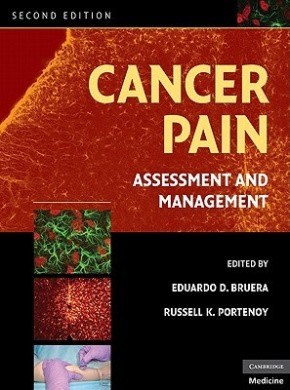 SECOND EDITION
CANCER
PAIN
ASSESSMENT AND
MANAGEMENT
EDITED BY
EDUARDO D. BRUERA
RUSSELL K. PORTENOY
CAMBRIDGE
Medicine